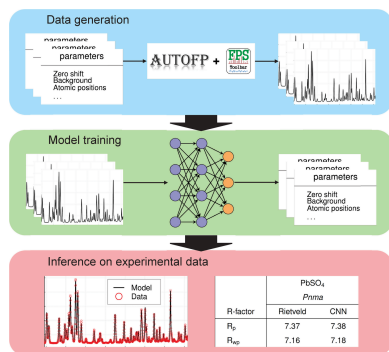 Data generation
parameters
parameters
parameters
Zero shift
Background
Atomic positions
...
AUTOFP + FPS
Toolbar
Model training
parameters
parameters
parameters
Zero shift
Background
Atomic positions
...
Inference on experimental data
Model
Data
PbSO4
Pnma
R-factor Rietveld CNN
Rp 7.37 7.38
Rwp 7.16 7.18